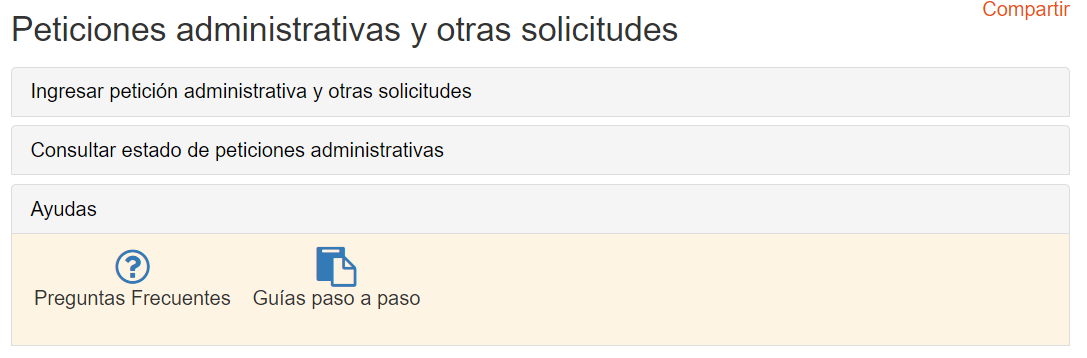 Compartir
Peticiones administrativas y otras solicitudes
Ingresar petición administrativa y otras solicitudes
Consultar estado de peticiones administrativas
Ayudas
Preguntas Frecuentes Guías paso a paso